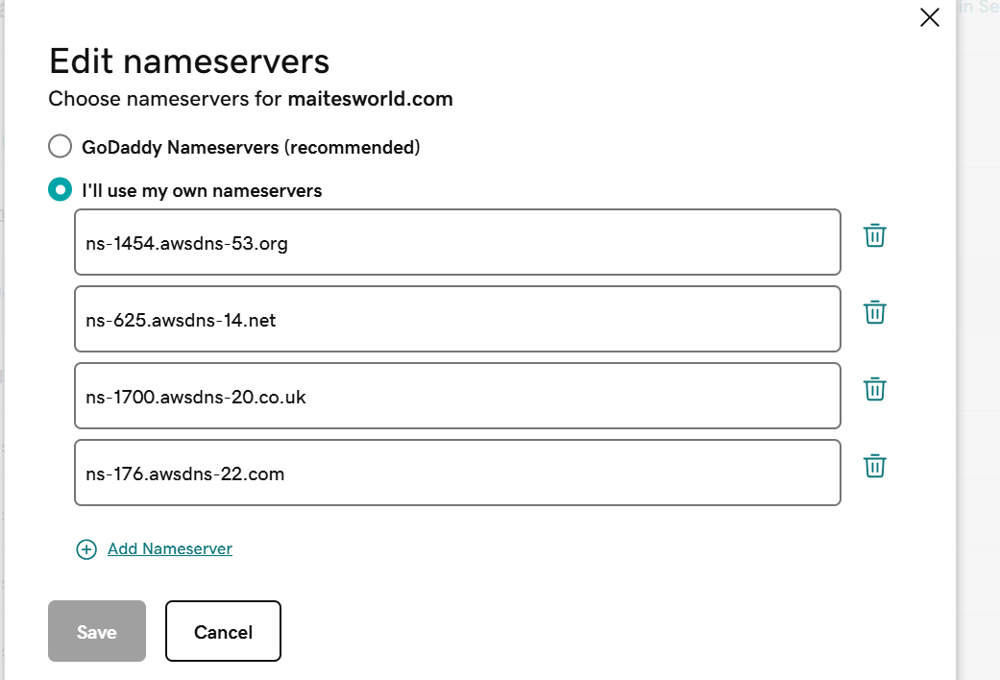 Edit nameservers
Choose nameservers for maitesworld.com
GoDaddy Nameservers (recommended)
I'll use my own nameservers
ns-1454.awsdns-53.org
ns-625.awsdns-14.net
ns-1700.awsdns-20.co.uk
ns-176.awsdns-22.com
Add Nameserver
Save
Cancel